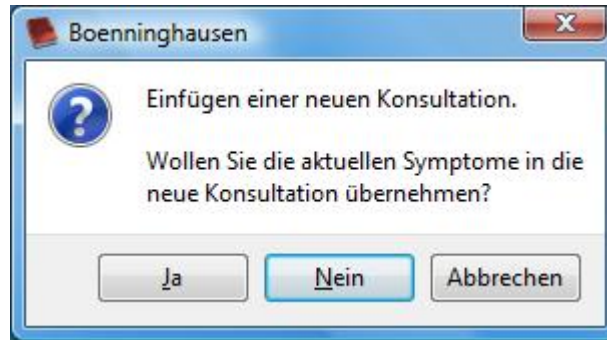 Boenninghausen
Einfügen einer neuen Konsultation.
Wollen Sie die aktuellen Symptome in die
neue Konsultation übernehmen?
Ja Nein Abbrechen